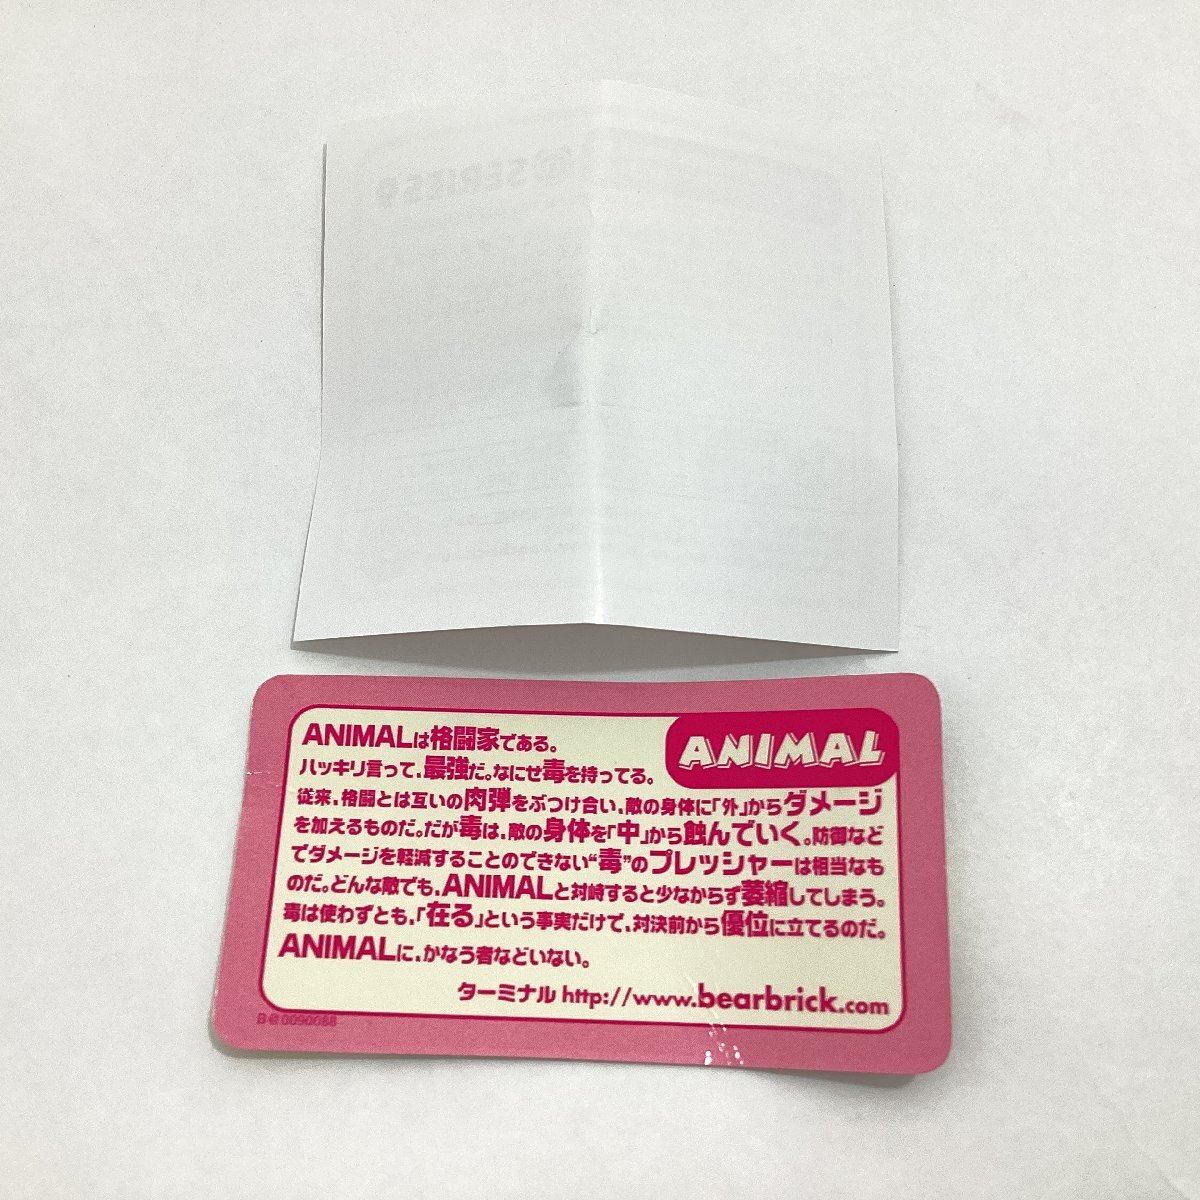 SERIES
ANIMAL
ANIMALは格闘家である。
ハッキリ言って、最強だ。なにせ毒を持ってる。
従来、格闘とは互いの肉弾をぶつけ合い、敵の身体に「外」からダメージ
を加えるものだ。だが毒は、敵の身体を「中」から蝕んでいく。防御など
でダメージを軽減することのできない“毒”のプレッシャーは相当なも
のだ。どんな敵でも、ANIMALと対峙すると少なからず萎縮してしまう。
毒は使わずとも、「在る」という事実だけで、対決前から優位に立てるのだ。
ANIMALに、かなう者などいない。
ターミナル http://www.bearbrick.com